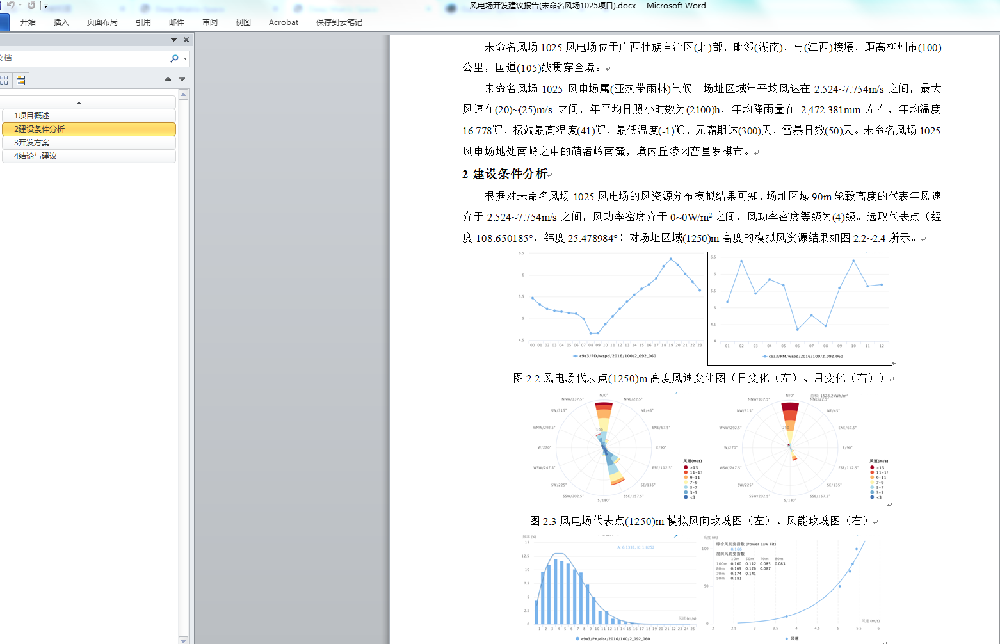 风电场开发建议报告(未命名风场1025项目).docx - Microsoft Word
开始 插入 页面布局 引用 邮件 审阅 视图 Acrobat 保存到云笔记
文档
1项目概述
2建设条件分析
3开发方案
4结论与建议
未命名风场 1025 风电场位于广西壮族自治区(北)部，毗邻(湖南)，与(江西)接壤，距离柳州市(100)
公里，国道(105)线贯穿全境。
未命名风场 1025 风电场属(亚热带雨林)气候。场址区域年平均风速在 2.524~7.754m/s 之间，最大
风速在(20)~(25)m/s 之间，年平均日照小时数为(2100)h，年均降雨量在 2,472.381mm 左右，年均温度
16.778℃，极端最高温度(41)℃，最低温度(-1)℃，无霜期达(300)天，雷暴日数(50)天。未命名风场 1025
风电场地处南岭之中的萌渚岭南麓，境内丘陵冈峦星罗棋布。
2 建设条件分析
根据对未命名风场 1025 风电场的风资源分布模拟结果可知，场址区域 90m 轮毂高度的代表年风速
介于 2.524~7.754m/s 之间，风功率密度介于 0~0W/m² 之间，风功率密度等级为(4)级。选取代表点（经
度 108.650185°，纬度 25.478984°）对场址区域(1250)m 高度的模拟风资源结果如图 2.2~2.4 所示。
6.5
6
5.5
5
4.5
00 01 02 03 04 05 06 07 08 09 10 11 12 13 14 15 16 17 18 19 20 21 22 23
c9a3/PD/wspd/2016/100/2_092_060
6.5
6
5.5
5
4.5
4
01 02 03 04 05 06 07 08 09 10 11 12
c9a3/PM/wspd/2016/100/2_092_060
图 2.2 风电场代表点(1250)m 高度风速变化图（日变化（左）、月变化（右））
N/0°
NNW/337.5° NNE/22.5°
NW/315° NE/45°
WNW/292.5° ENE/67.5°
100
W/270° E/90°
WSW/247.5° ESE/112.5°
SW/225° SE/135°
SSW/202.5° SSE/157.5°
S/180°
风速(m/s)
>13
11-13
9-11
7-9
5-7
3-5
<3
总和: 1528.2kWh/m²
N/0°
NNW/337.5° NNE/22.5°
NW/315° NE/45°
WNW/292.5° ENE/67.5°
250
W/270° E/90°
WSW/247.5° ESE/112.5°
SW/225° SE/135°
SSW/202.5° SSE/157.5°
S/180°
风速(m/s)
>13
11-13
9-11
7-9
5-7
3-5
<3
图 2.3 风电场代表点(1250)m 模拟风向玫瑰图（左）、风能玫瑰图（右）
频率 (%)
A: 6.1353, K: 1.8252
15
12.5
10
7.5
5
2.5
0
风速 (m/s)
1 2 3 4 5 6 7 8 9 10 11 12 13 14 15 16 17 18 19 20 21 22 23 24 25
c9a3/PY/dist/2016/100/2_092_060
高度 (m)
综合风切变指数 (Power Law Fit)
0.166
层间风切变指数
10m 50m 70m 80m
100m 0.160 0.112 0.085 0.083
80m 0.169 0.126 0.087
70m 0.174 0.141
50m 0.181
100
50
0
风速 (m/s)
2 2.5 3 3.5 4 4.5 5 5.5 6
风速